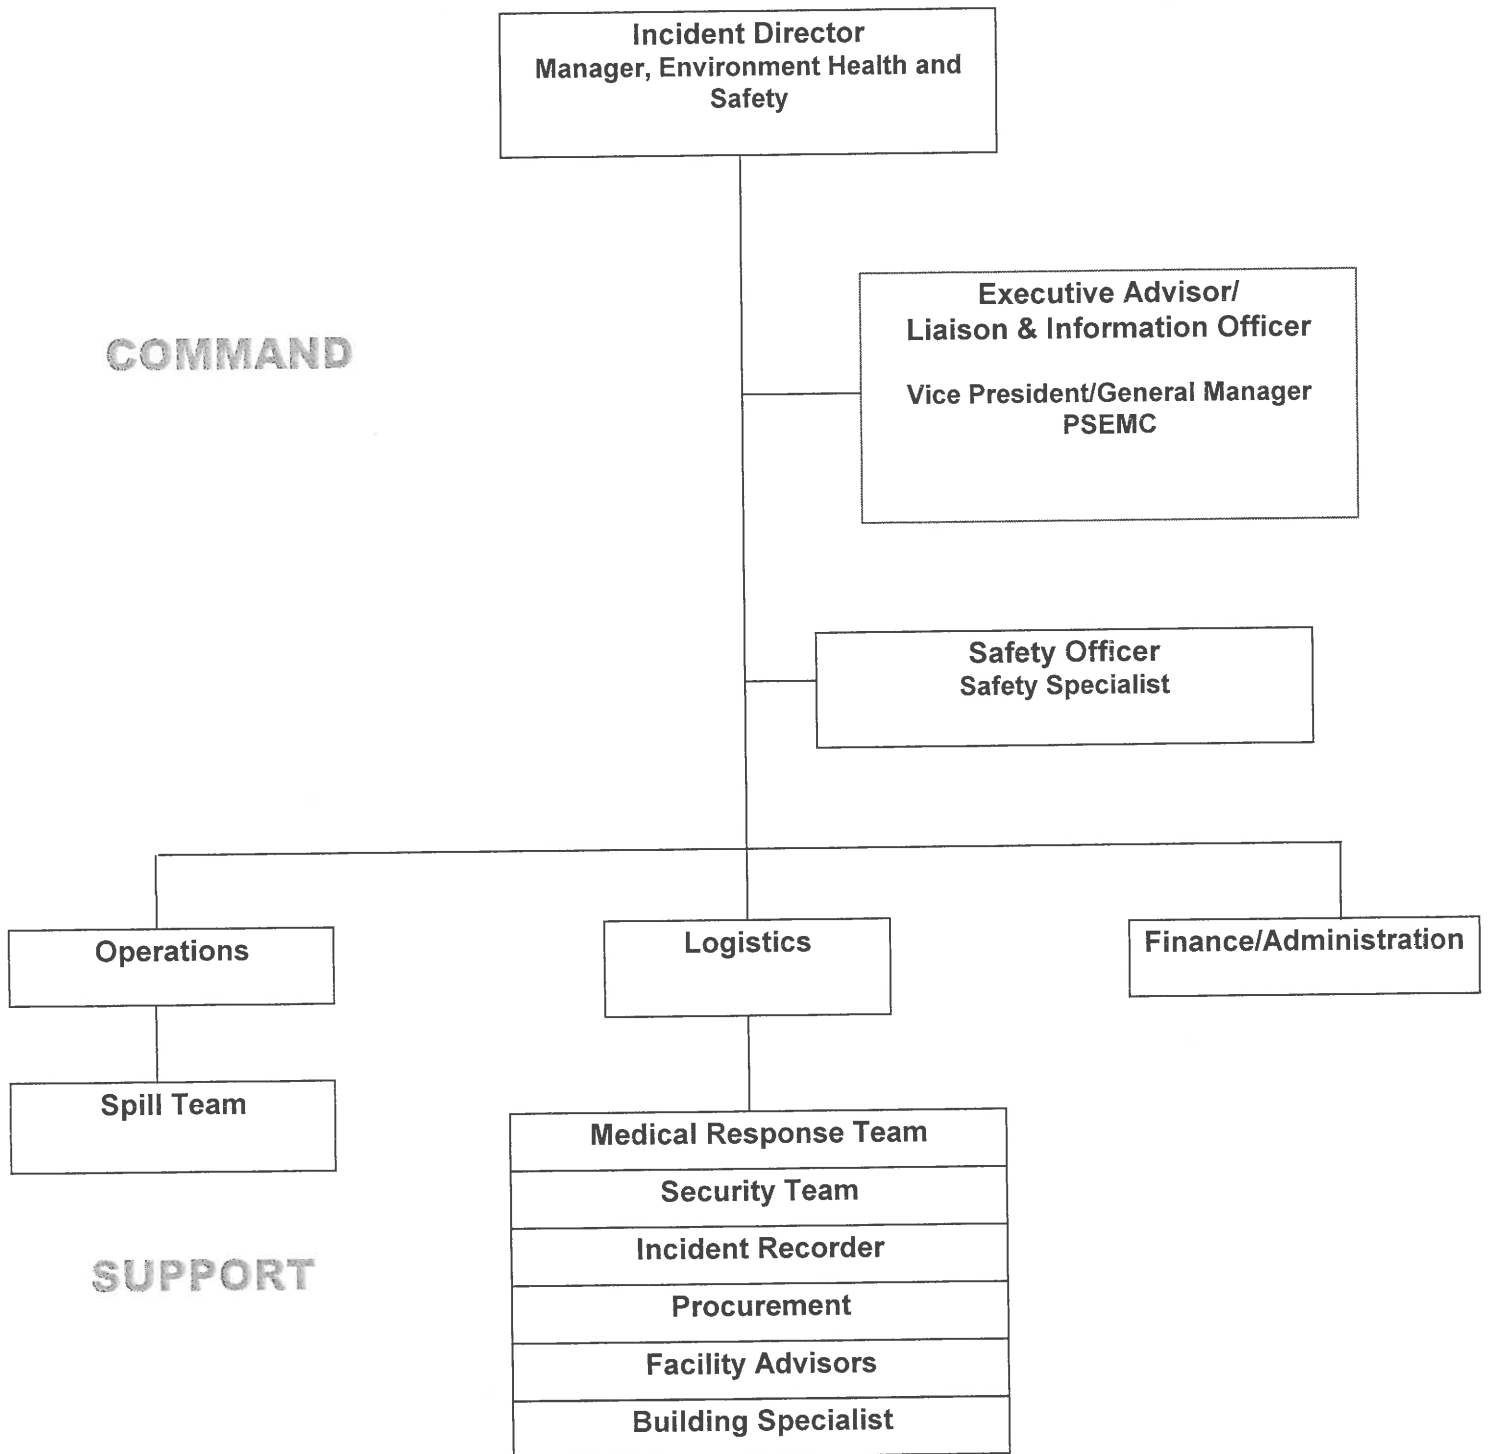 Incident Director
Manager, Environment Health and
Safety
COMMAND
Executive Advisor/
Liaison & Information Officer
Vice President/General Manager
PSEMC
Safety Officer
Safety Specialist
Operations
Logistics
Finance/Administration
Spill Team
Medical Response Team
Security Team
Incident Recorder
Procurement
Facility Advisors
Building Specialist
SUPPORT